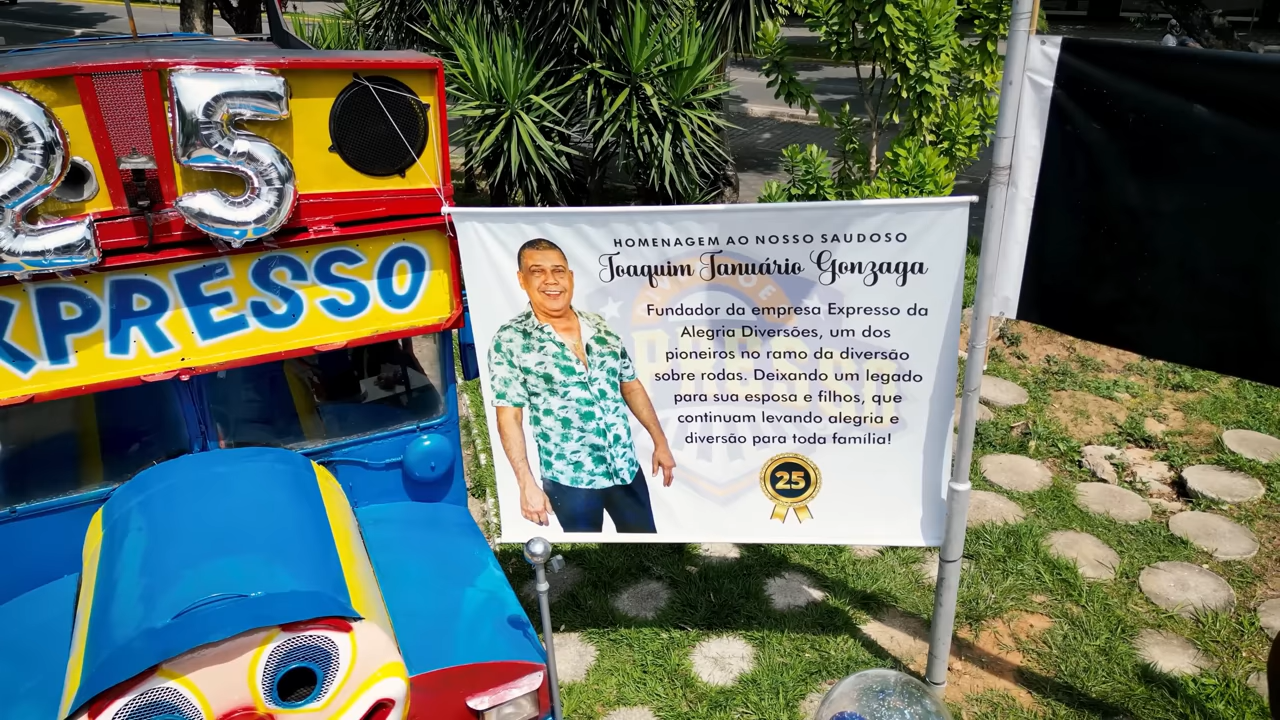 25
XPRESSO
HOMENAGEM AO NOSSO SAUDOSO
Joaquim Januário Gonzaga
Fundador da empresa Expresso da
Alegria Diversões, um dos
pioneiros no ramo da diversão
sobre rodas. Deixando um legado
para sua esposa e filhos, que
continuam levando alegria e
diversão para toda família!
25